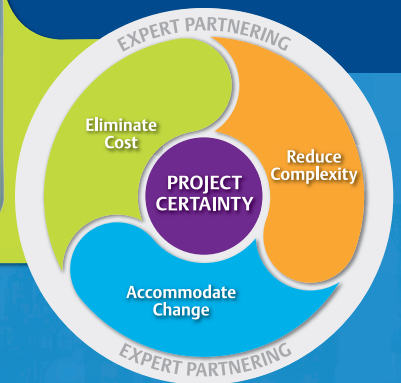 EXPERT PARTNERING
Eliminate
Cost
Reduce
Complexity
PROJECT
CERTAINTY
Accommodate
Change
EXPERT PARTNERING